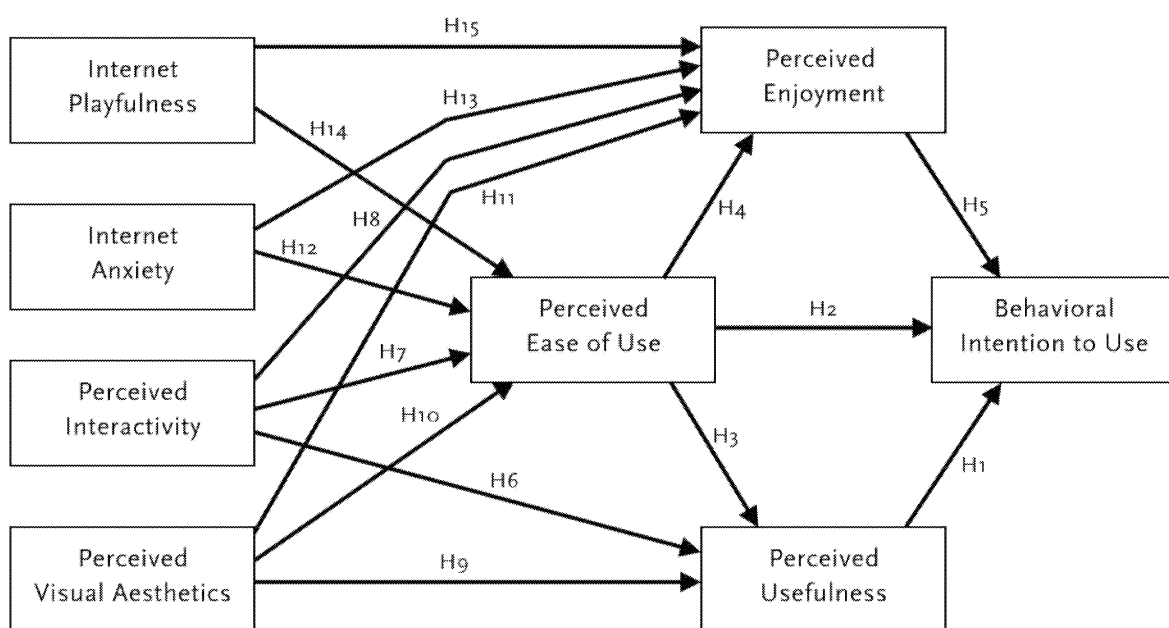 H15
Internet
Playfulness
Perceived
Enjoyment
H13
H14
H11
H8
H4
H5
Internet
Anxiety
H12
Perceived
Ease of Use
H2
Behavioral
Intention to Use
H7
Perceived
Interactivity
H10
H3
H1
H6
Perceived
Visual Aesthetics
H9
Perceived
Usefulness